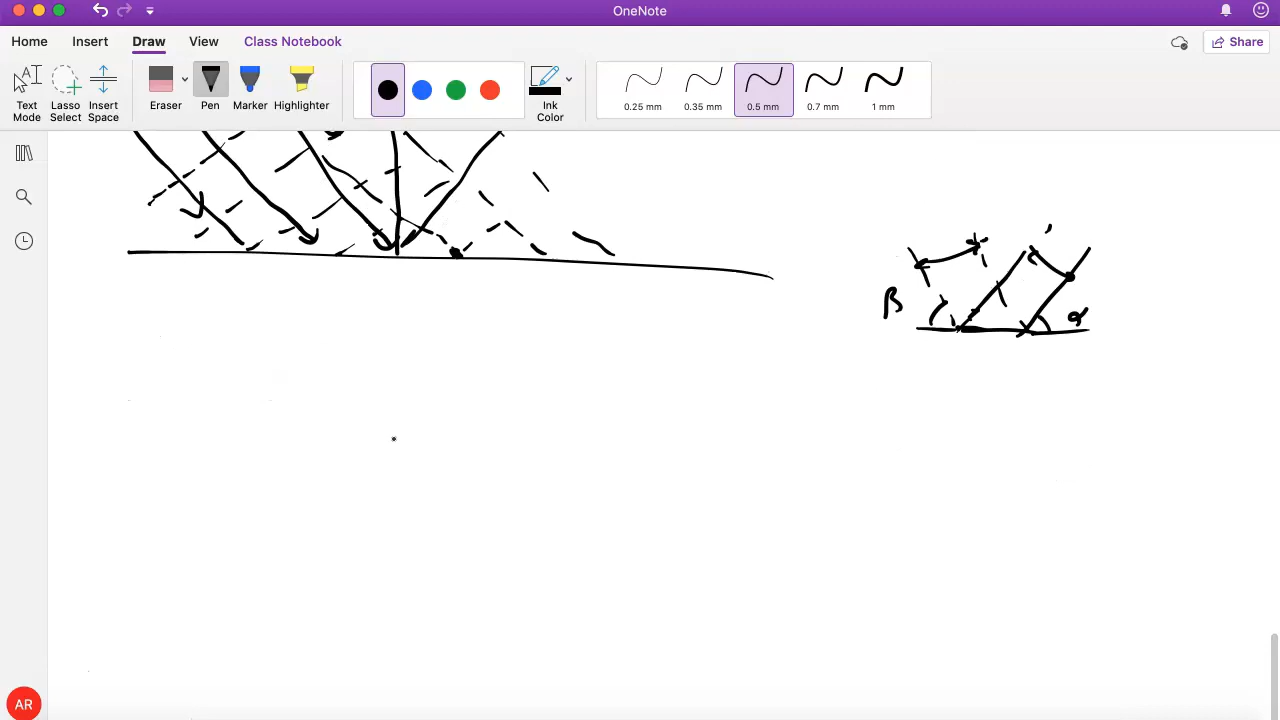 OneNote
Home Insert Draw View Class Notebook
Share
Text Mode
Lasso Select
Insert Space
Eraser
Pen
Marker
Highlighter
Ink Color
0.25 mm
0.35 mm
0.5 mm
0.7 mm
1 mm
β
α
AR